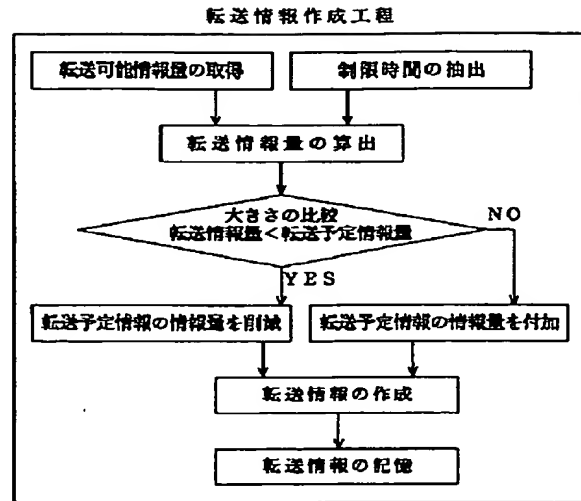 転送情報作成工程
転送可能情報量の取得
制限時間の抽出
転送情報量の算出
大きさの比較
転送情報量<転送予定情報量
NO
YES
転送予定情報の情報量を削減
転送予定情報の情報量を付加
転送情報の作成
転送情報の記憶